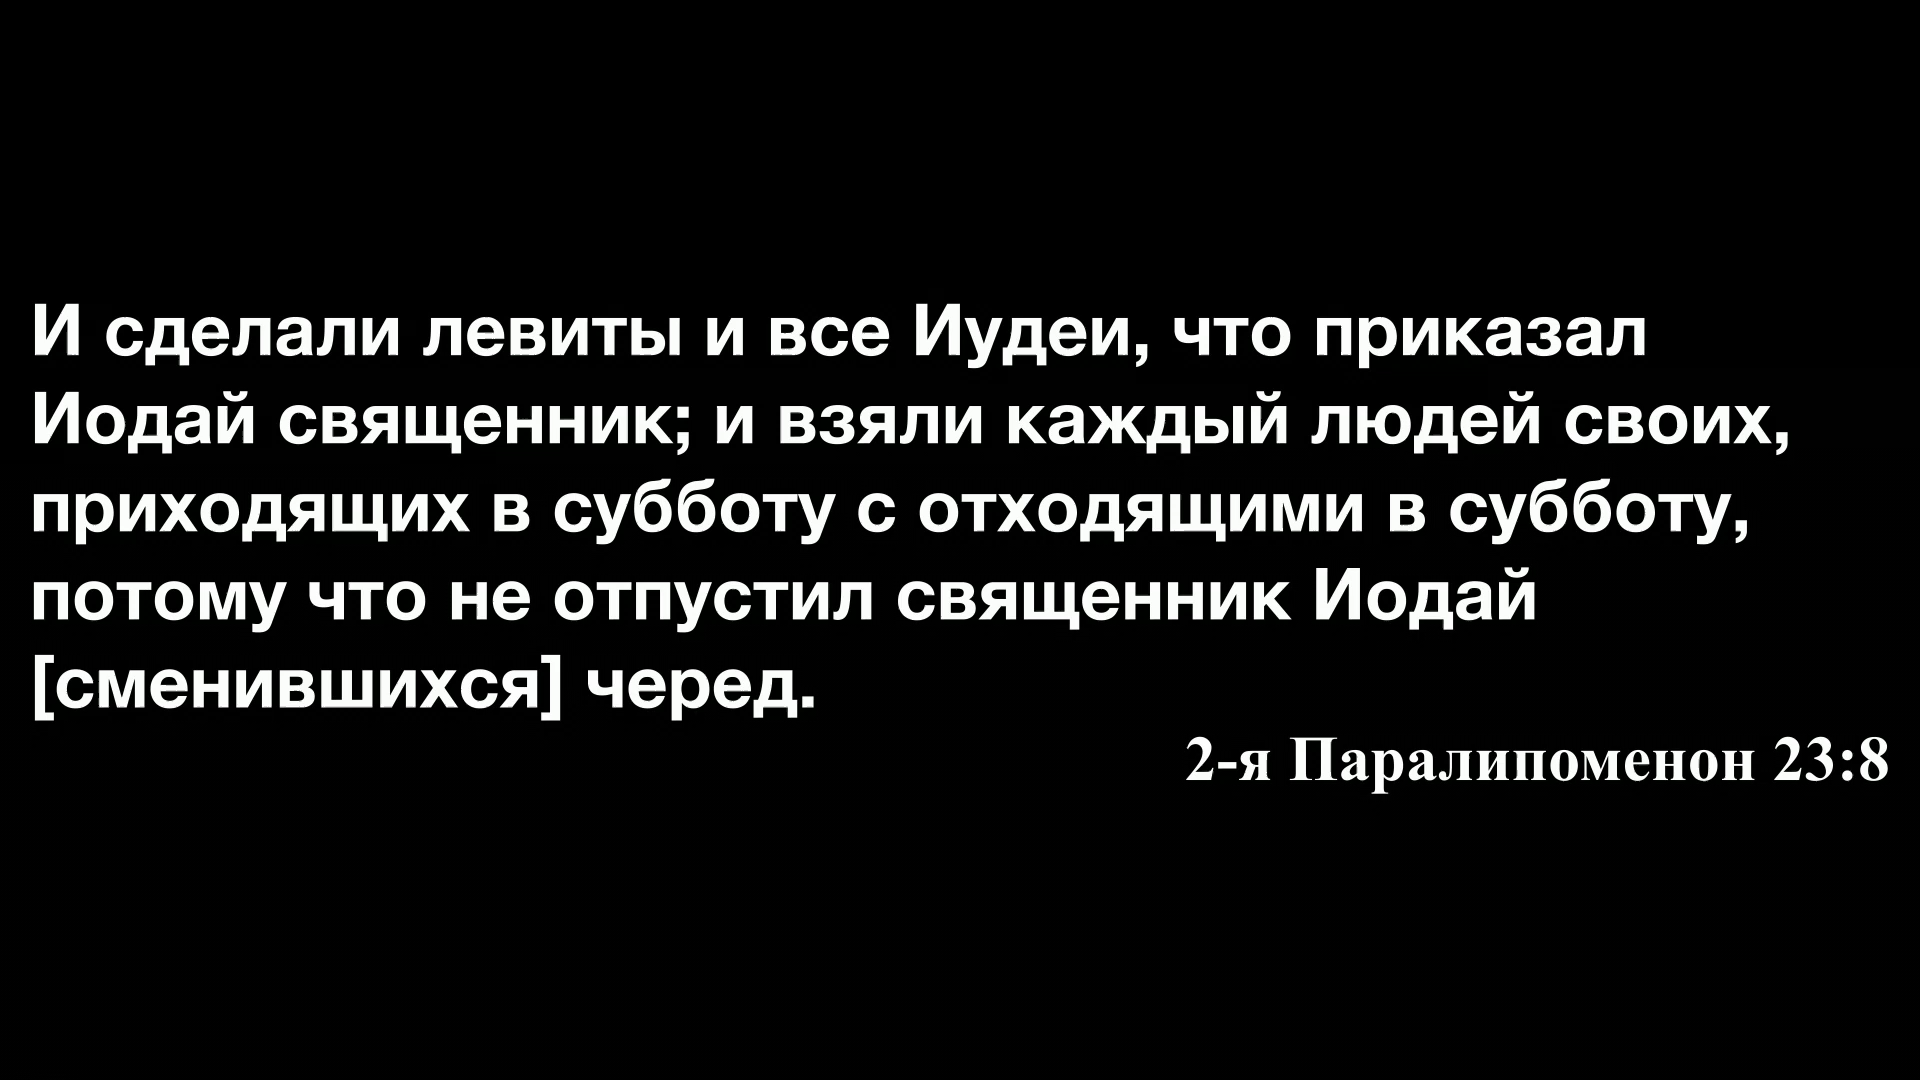 И сделали левиты и все Иудеи, что приказал
Иодай священник; и взяли каждый людей своих,
приходящих в субботу с отходящими в субботу,
потому что не отпустил священник Иодай
[сменившихся] черед.
2-я Паралипоменон 23:8